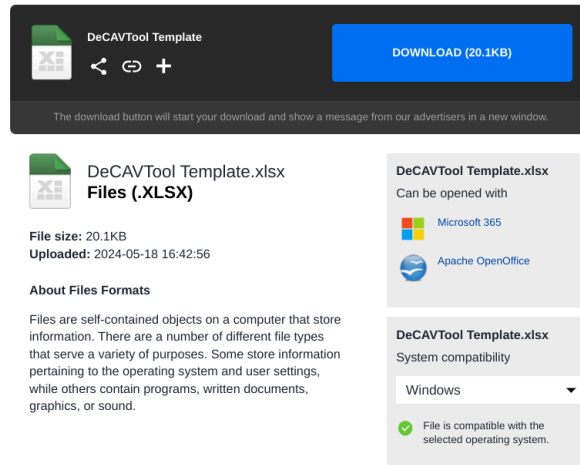 DeCAVTool Template
DOWNLOAD (20.1KB)
The download button will start your download and show a message from our advertisers in a new window.
DeCAVTool Template.xlsx
Files (.XLSX)
File size: 20.1KB
Uploaded: 2024-05-18 16:42:56
About Files Formats
Files are self-contained objects on a computer that store
information. There are a number of different file types
that serve a variety of purposes. Some store information
pertaining to the operating system and user settings,
while others contain programs, written documents,
graphics, or sound.
DeCAVTool Template.xlsx
Can be opened with
Microsoft 365
Apache OpenOffice
DeCAVTool Template.xlsx
System compatibility
Windows
File is compatible with the
selected operating system.